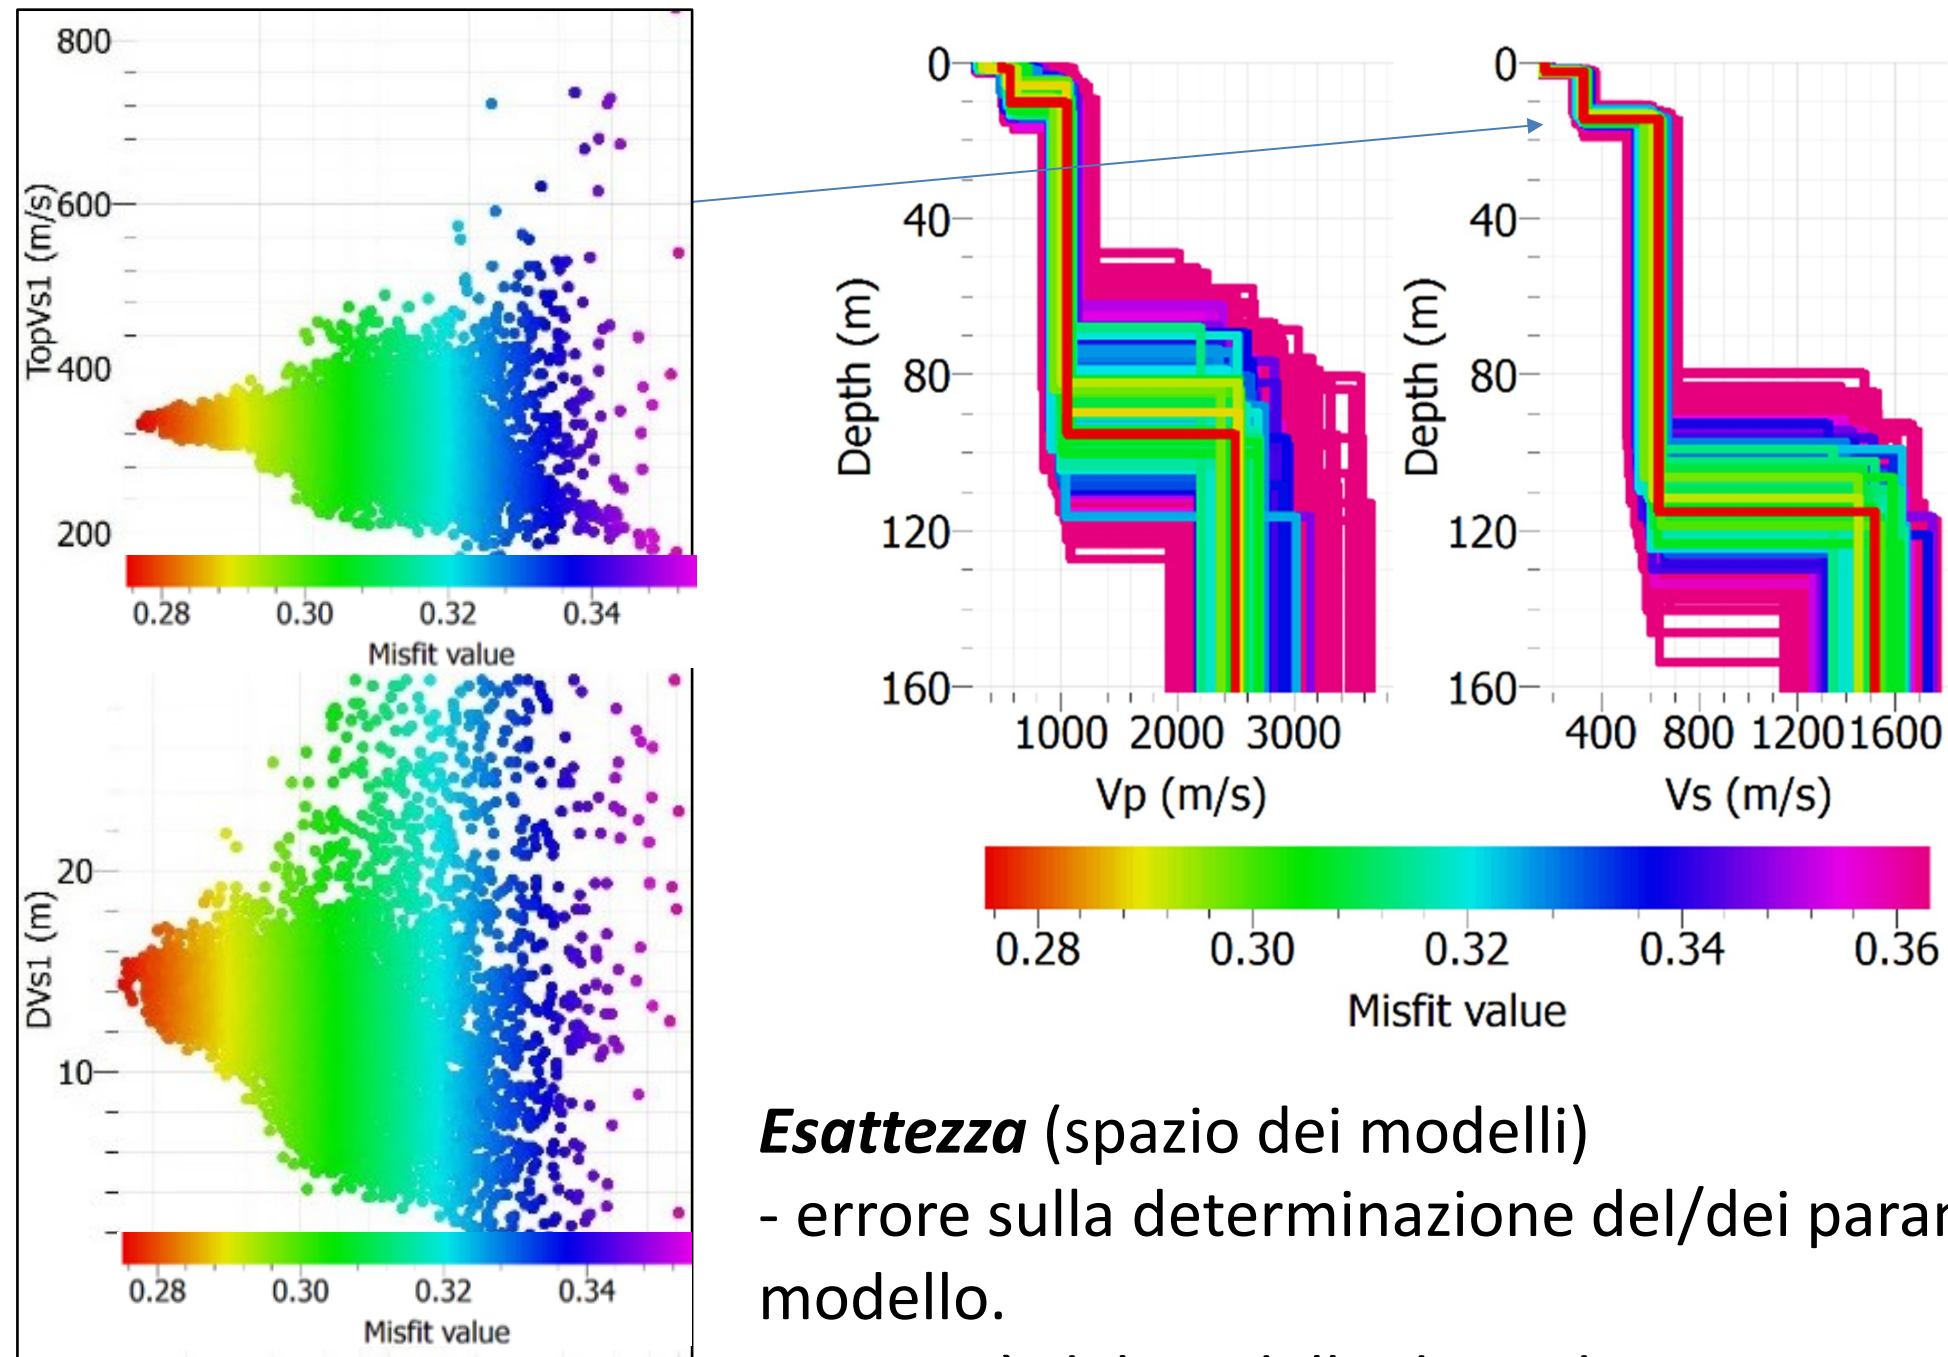 800
600
400
200
TopVs1 (m/s)
0.28 0.30 0.32 0.34
Misfit value
20
10
DVs1 (m)
0.28 0.30 0.32 0.34
Misfit value
0
40
80
120
160
Depth (m)
1000 2000 3000
Vp (m/s)
0
40
80
120
160
Depth (m)
400 800 1200 1600
Vs (m/s)
0.28 0.30 0.32 0.34 0.36
Misfit value
Esattezza (spazio dei modelli)
- errore sulla determinazione del/dei
modello.